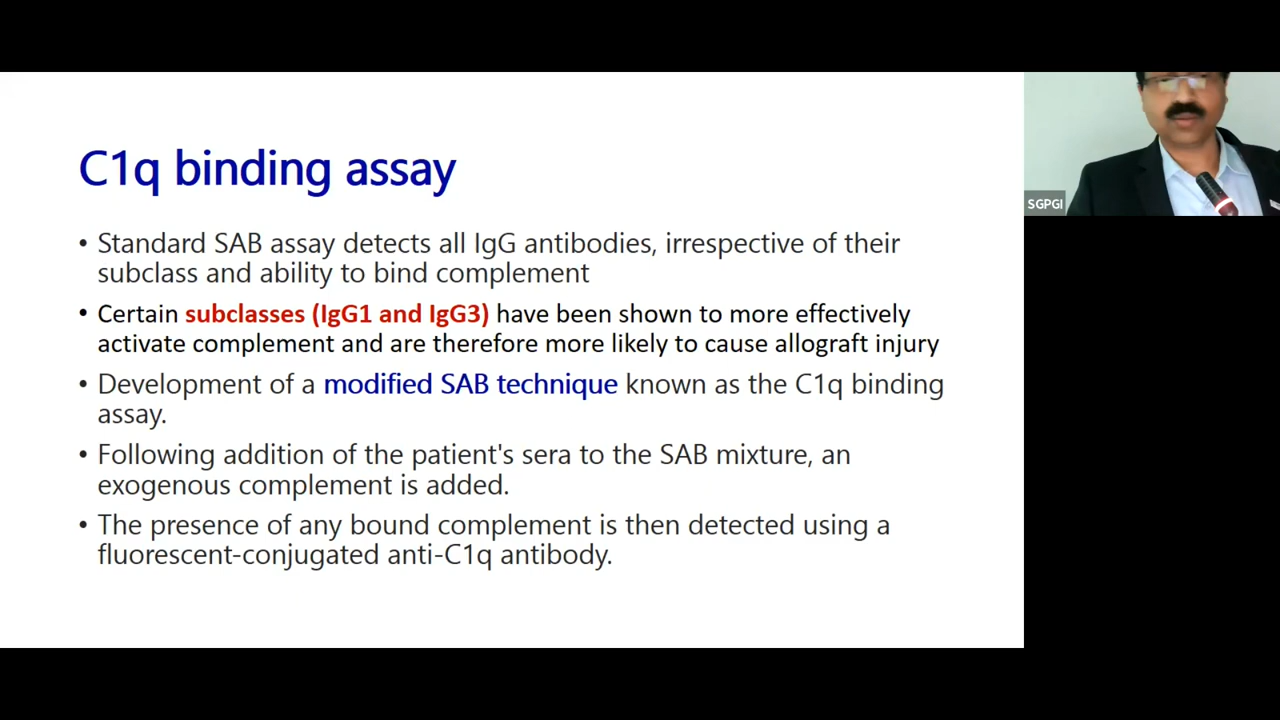 C1q binding assay
• Standard SAB assay detects all IgG antibodies, irrespective of their
subclass and ability to bind complement
• Certain subclasses (IgG1 and IgG3) have been shown to more effectively
activate complement and are therefore more likely to cause allograft injury
• Development of a modified SAB technique known as the C1q binding
assay.
• Following addition of the patient's sera to the SAB mixture, an
exogenous complement is added.
• The presence of any bound complement is then detected using a
fluorescent-conjugated anti-C1q antibody.
SGPGI